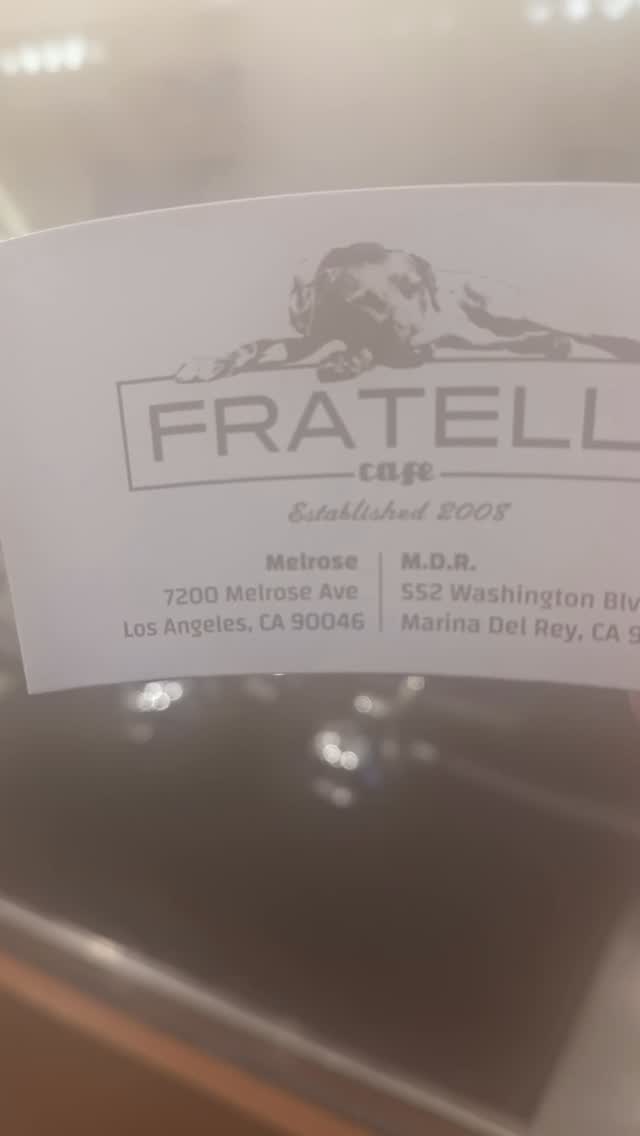 FRATELL
cafe
Established 2008
Melrose
7200 Melrose Ave
Los Angeles, CA 90046
M.D.R.
552 Washington Blv
Marina Del Rey, CA 9